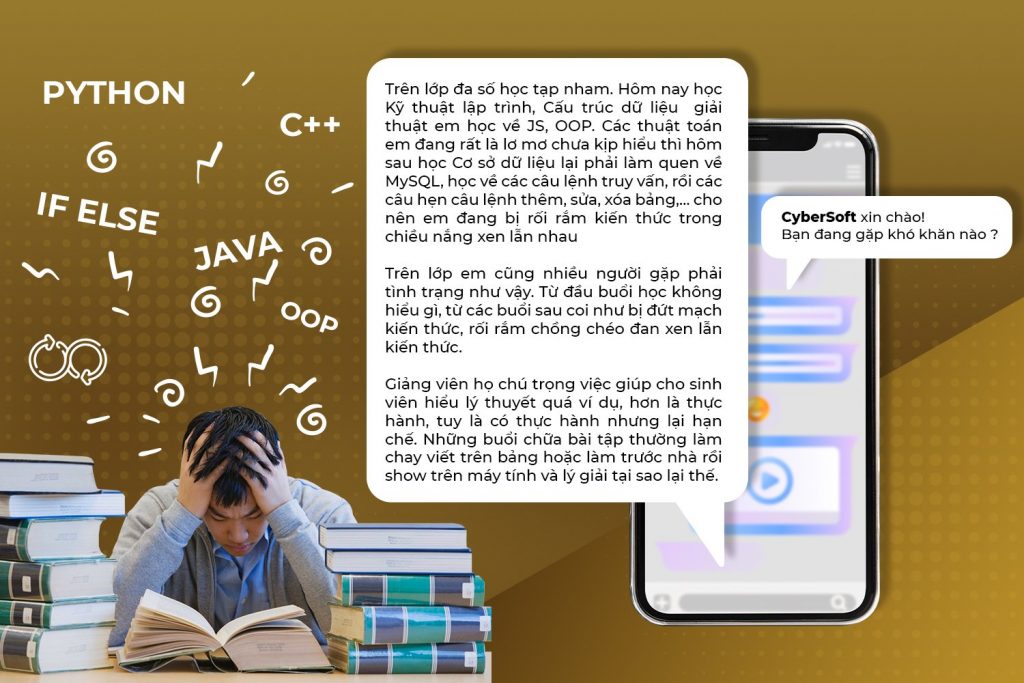 PYTHON
C++
IF ELSE
JAVA
OOP
Trên lớp đa số học tạp nham. Hôm nay học
Kỹ thuật lập trình, Cấu trúc dữ liệu giải
thuật em học về JS, OOP. Các thuật toán
em đang rất là lơ mơ chưa kịp hiểu thì hôm
sau học Cơ sở dữ liệu lại phải làm quen về
MySQL, học về các câu lệnh truy vấn, rồi các
câu hẹn câu lệnh thêm, sửa, xóa bảng,... cho
nên em đang bị rối rắm kiến thức trong
chiều nắng xen lẫn nhau
Trên lớp em cũng nhiều người gặp phải
tình trạng như vậy. Từ đầu buổi học không
hiểu gì, từ các buổi sau coi như bị đứt mạch
kiến thức, rối rắm chồng chéo đan xen lẫn
kiến thức.
Giảng viên họ chú trọng việc giúp cho sinh
viên hiểu lý thuyết quá ví dụ, hơn là thực
hành, tuy là có thực hành nhưng lại hạn
chế. Những buổi chữa bài tập thường làm
chay viết trên bảng hoặc làm trước nhà rồi
show trên máy tính và lý giải tại sao lại thế.
CyberSoft xin chào!
Bạn đang gặp khó khăn nào ?